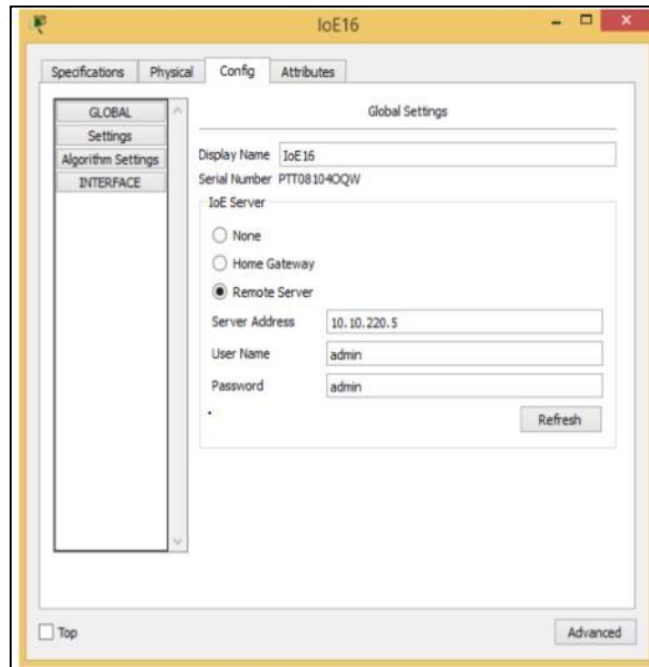 IoE16
Specifications Physical Config Attributes
GLOBAL
Settings
Algorithm Settings
INTERFACE
Global Settings
Display Name IoE16
Serial Number PTT08104OQW
IoE Server
None
Home Gateway
Remote Server
Server Address 10.10.220.5
User Name admin
Password admin
Refresh
Top
Advanced